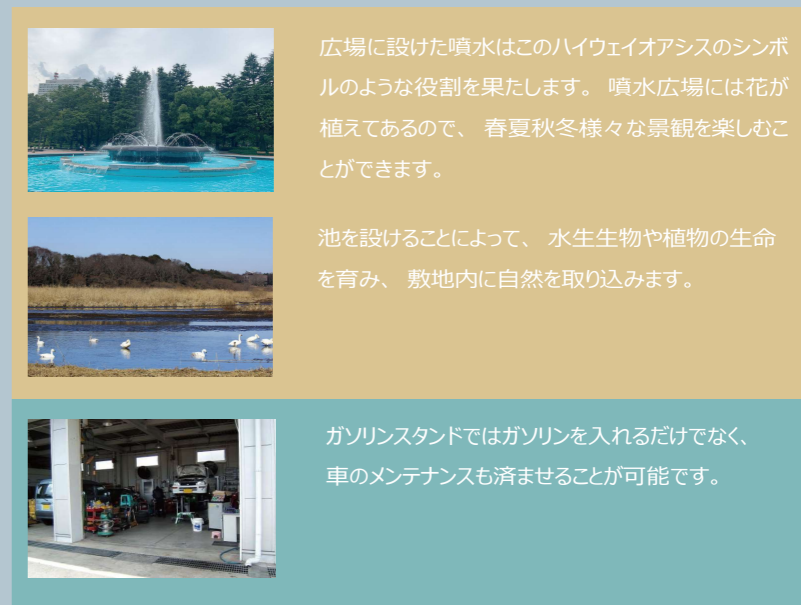 広場に設けた噴水はこのハイウェイオアシスのシンボ
ルのような役割を果たします。 噴水広場には花が
植えてあるので、 春夏秋冬様々な景観を楽しむこ
とができます。
池を設けることによって、 水生生物や植物の生命
を育み、 敷地内に自然を取り込みます。
ガソリンスタンドではガソリンを入れるだけでなく、
車のメンテナンスも済ませることが可能です。